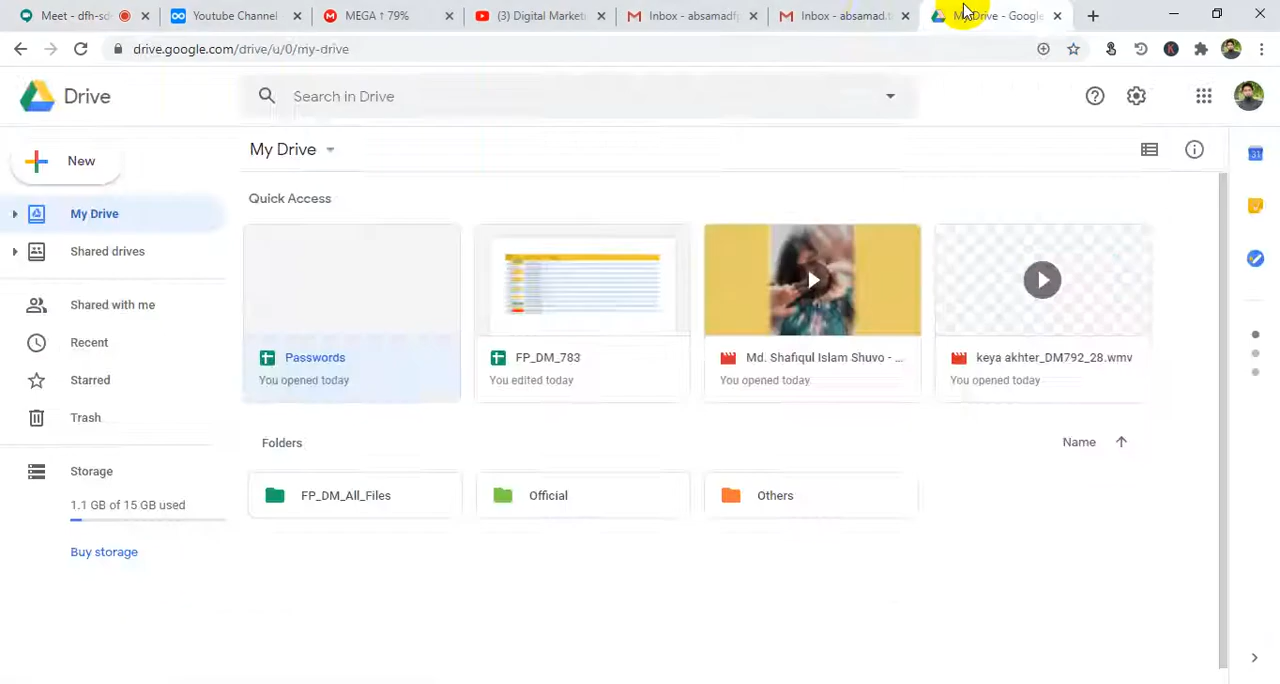 Meet - dfh-sd
Youtube Channel
MEGA ↑ 79%
(3) Digital Market
Inbox - absamadfp
Inbox - absamad.t
My Drive - Google
drive.google.com/drive/u/0/my-drive
K
Drive
Search in Drive
New
My Drive
31
Quick Access
My Drive
Shared drives
Shared with me
Recent
Starred
Trash
Storage
1.1 GB of 15 GB used
Buy storage
Passwords
You opened today
FP_DM_783
You edited today
Md. Shafiqul Islam Shuvo - ...
You opened today
keya akhter_DM792_28.wmv
You opened today
Folders
Name
FP_DM_All_Files
Official
Others